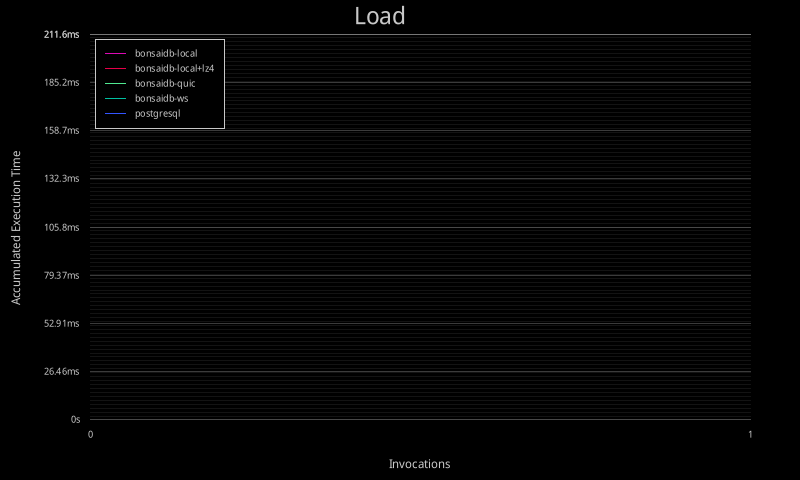 Load
211.6ms
185.2ms
158.7ms
132.3ms
105.8ms
79.37ms
52.91ms
26.46ms
0s
Accumulated Execution Time
bonsaidb-local
bonsaidb-local+lz4
bonsaidb-quic
bonsaidb-ws
postgresql
0
1
Invocations